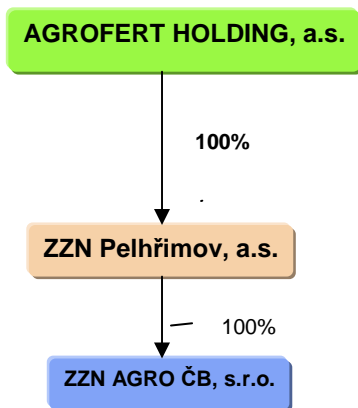 AGROFERT HOLDING, a.s.
100%
ZZN Pelhřimov, a.s.
100%
ZZN AGRO ČB, s.r.o.